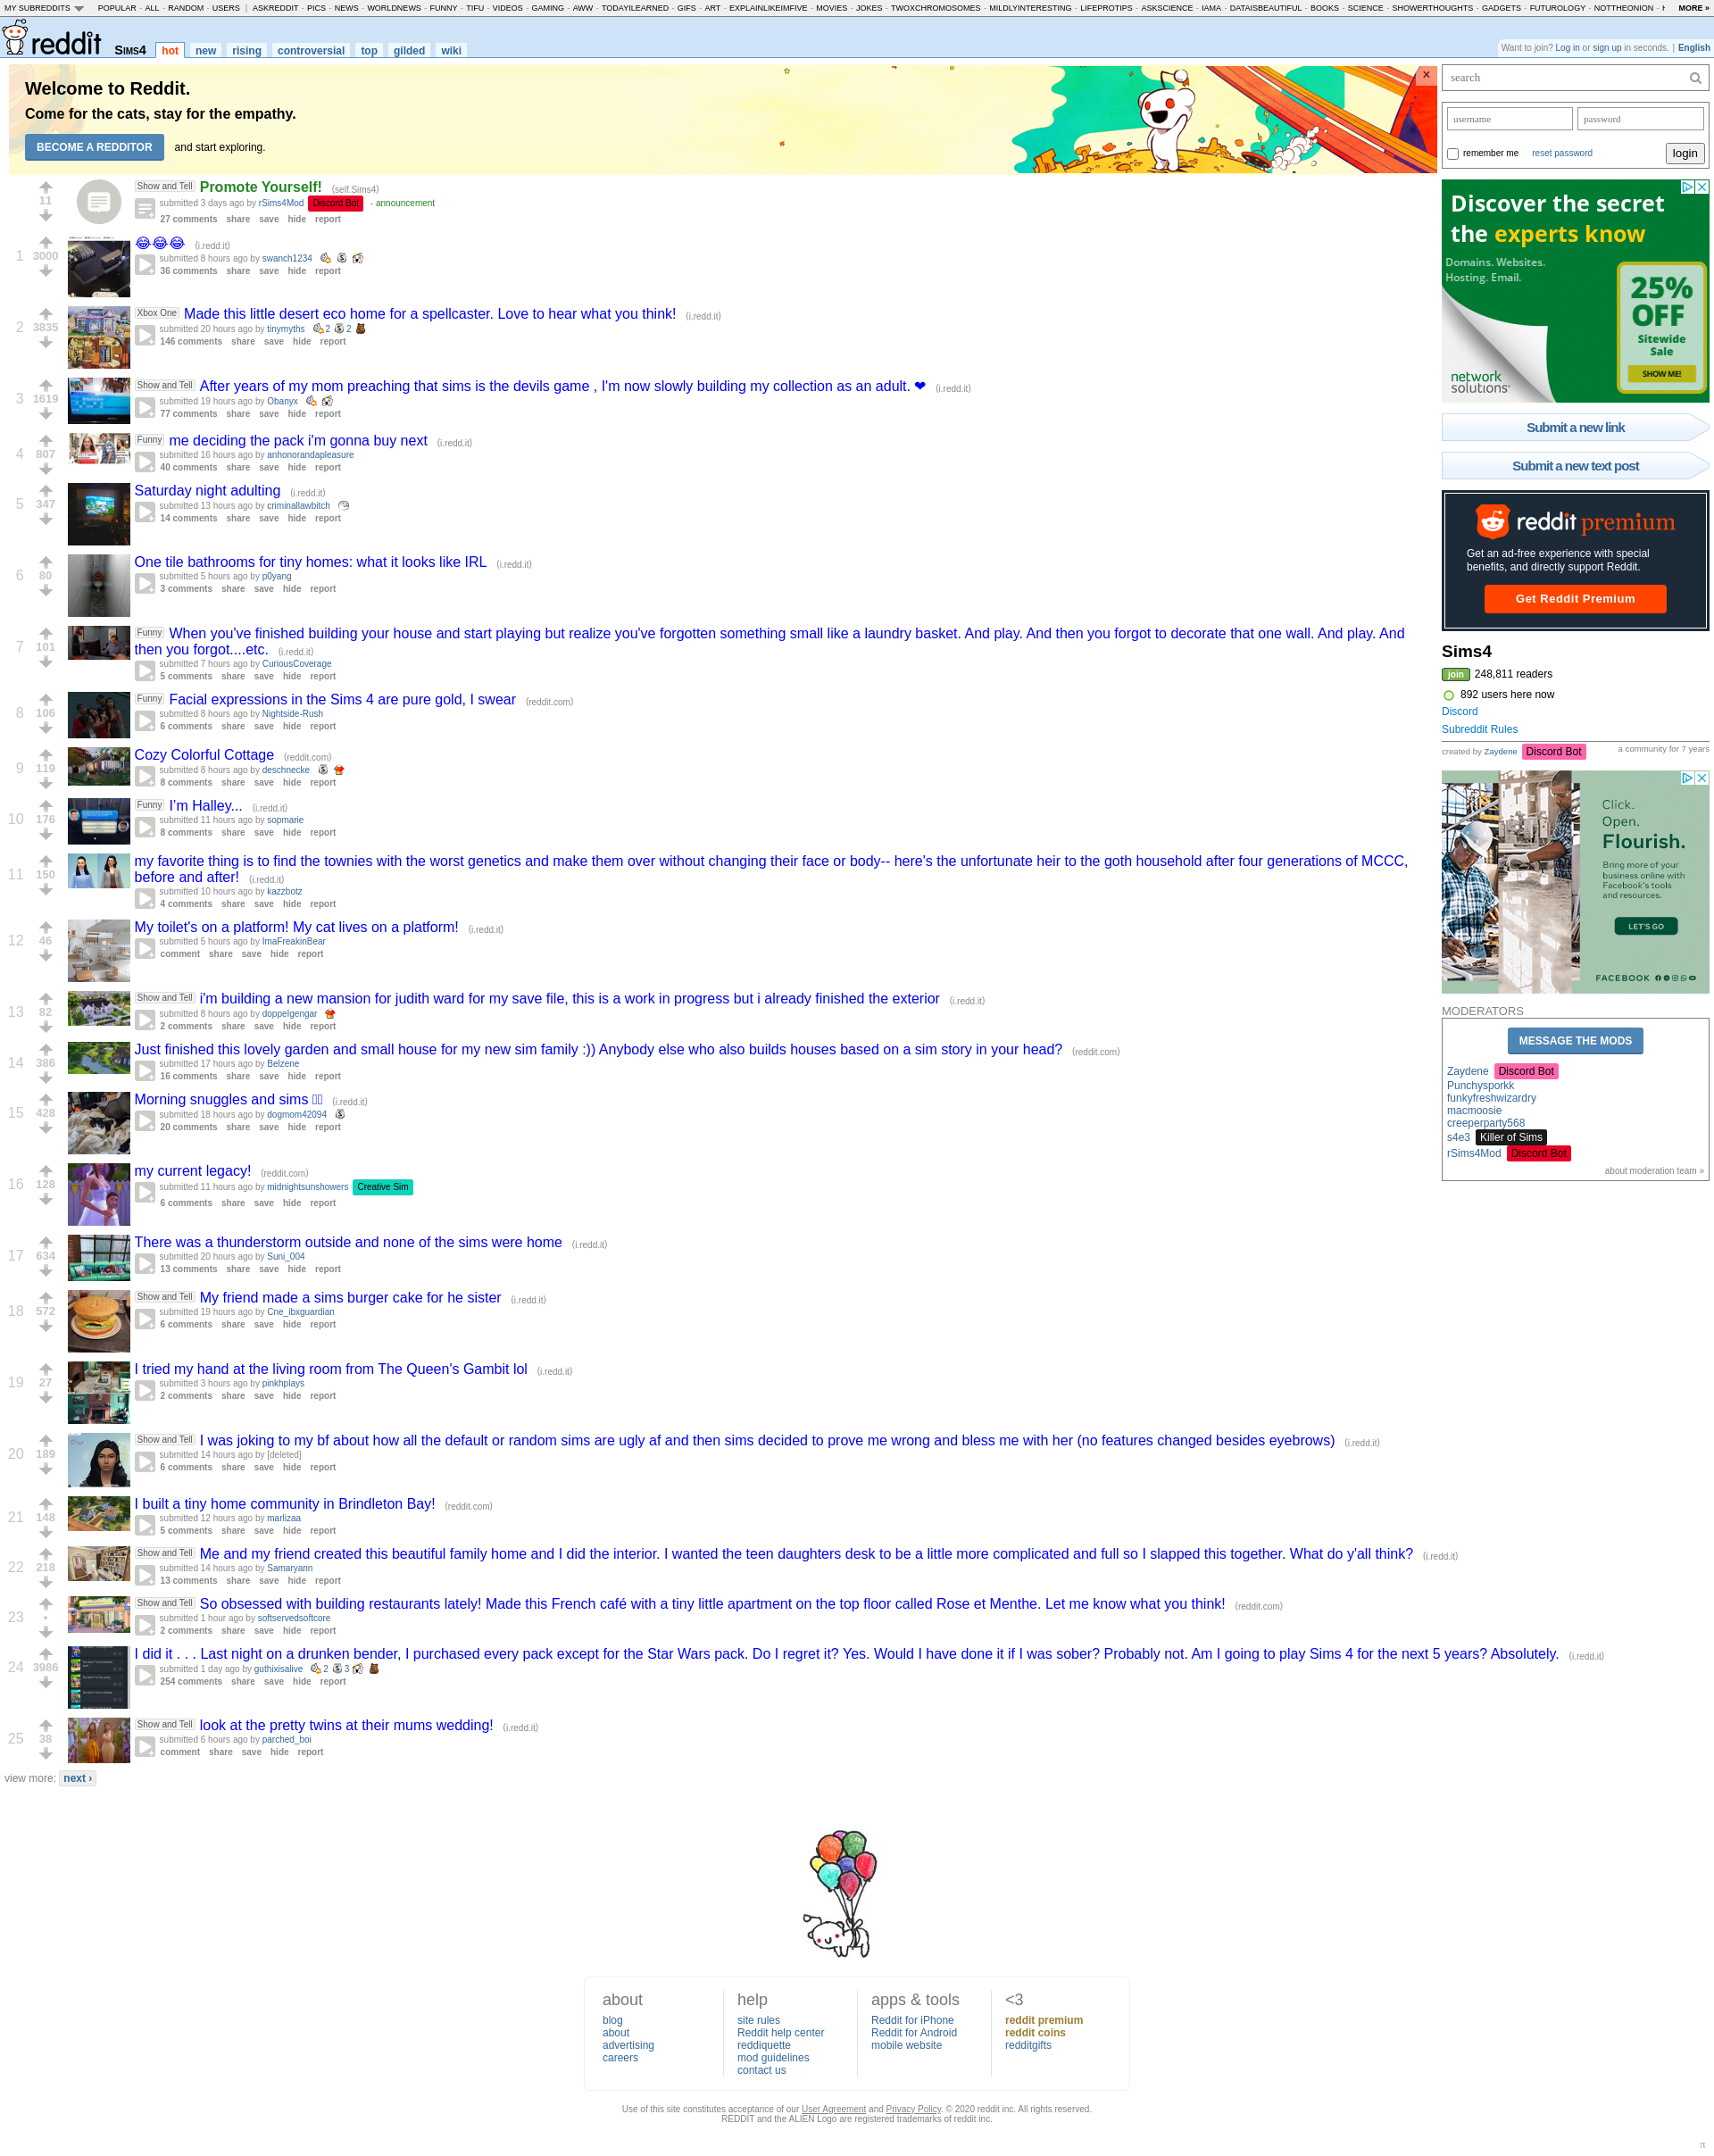 MY SUBREDDITS POPULAR - ALL - RANDOM - USERS | ASKREDDIT - PICS - NEWS - WORLDNEWS - FUNNY - TIFU - VIDEOS - GAMING - AWW - TODAYILEARNED - GIFS - ART - EXPLAINLIKEIMFIVE - MOVIES - JOKES - TWOXCHROMOSOMES - MILDLYINTERESTING - LIFEPROTIPS - ASKSCIENCE - IAMA - DATAISBEAUTIFUL - BOOKS - SCIENCE - SHOWERTHOUGHTS - GADGETS - FUTUROLOGY - NOTTHEONION - MORE »
reddit Sims4 hot new rising controversial top gilded wiki
Want to join? Log in or sign up in seconds. | English
Welcome to Reddit.
Come for the cats, stay for the empathy.
BECOME A REDDITOR and start exploring.
×
11
Show and Tell Promote Yourself! (self.Sims4)
submitted 3 days ago by rSims4Mod Discord Bot - announcement
27 comments share save hide report
1 3000
😂😂😂 (i.redd.it)
submitted 8 hours ago by swanch1234
36 comments share save hide report
2 3835
Xbox One Made this little desert eco home for a spellcaster. Love to hear what you think! (i.redd.it)
submitted 20 hours ago by tinymyths 2 2
146 comments share save hide report
3 1619
Show and Tell After years of my mom preaching that sims is the devils game , I'm now slowly building my collection as an adult. ❤ (i.redd.it)
submitted 19 hours ago by Obanyx
77 comments share save hide report
4 807
Funny me deciding the pack i'm gonna buy next (i.redd.it)
submitted 16 hours ago by anhonorandapleasure
40 comments share save hide report
5 347
Saturday night adulting (i.redd.it)
submitted 13 hours ago by criminallawbitch
14 comments share save hide report
6 80
One tile bathrooms for tiny homes: what it looks like IRL (i.redd.it)
submitted 5 hours ago by p0yang
3 comments share save hide report
7 101
Funny When you've finished building your house and start playing but realize you've forgotten something small like a laundry basket. And play. And then you forgot to decorate that one wall. And play. And
then you forgot....etc. (i.redd.it)
submitted 7 hours ago by CuriousCoverage
5 comments share save hide report
8 106
Funny Facial expressions in the Sims 4 are pure gold, I swear (reddit.com)
submitted 8 hours ago by Nightside-Rush
6 comments share save hide report
9 119
Cozy Colorful Cottage (reddit.com)
submitted 8 hours ago by deschnecke
8 comments share save hide report
10 176
Funny I'm Halley... (i.redd.it)
submitted 11 hours ago by sopmarie
8 comments share save hide report
11 150
my favorite thing is to find the townies with the worst genetics and make them over without changing their face or body-- here's the unfortunate heir to the goth household after four generations of MCCC,
before and after! (i.redd.it)
submitted 10 hours ago by kazzbotz
4 comments share save hide report
12 46
My toilet's on a platform! My cat lives on a platform! (i.redd.it)
submitted 5 hours ago by ImaFreakinBear
comment share save hide report
13 82
Show and Tell i'm building a new mansion for judith ward for my save file, this is a work in progress but i already finished the exterior (i.redd.it)
submitted 8 hours ago by doppelgengar
2 comments share save hide report
14 386
Just finished this lovely garden and small house for my new sim family :)) Anybody else who also builds houses based on a sim story in your head? (reddit.com)
submitted 17 hours ago by Belzene
16 comments share save hide report
15 428
Morning snuggles and sims (i.redd.it)
submitted 18 hours ago by dogmom42094
20 comments share save hide report
16 128
my current legacy! (reddit.com)
submitted 11 hours ago by midnightsunshowers Creative Sim
6 comments share save hide report
17 634
There was a thunderstorm outside and none of the sims were home (i.redd.it)
submitted 20 hours ago by Suni_004
13 comments share save hide report
18 572
Show and Tell My friend made a sims burger cake for he sister (i.redd.it)
submitted 19 hours ago by Cne_ibxguardian
6 comments share save hide report
19 27
I tried my hand at the living room from The Queen's Gambit lol (i.redd.it)
submitted 3 hours ago by pinkhplays
2 comments share save hide report
20 189
Show and Tell I was joking to my bf about how all the default or random sims are ugly af and then sims decided to prove me wrong and bless me with her (no features changed besides eyebrows) (i.redd.it)
submitted 14 hours ago by [deleted]
6 comments share save hide report
21 148
I built a tiny home community in Brindleton Bay! (reddit.com)
submitted 12 hours ago by marlizaa
5 comments share save hide report
22 218
Show and Tell Me and my friend created this beautiful family home and I did the interior. I wanted the teen daughters desk to be a little more complicated and full so I slapped this together. What do y'all think? (i.redd.it)
submitted 14 hours ago by Samaryann
13 comments share save hide report
23 •
Show and Tell So obsessed with building restaurants lately! Made this French café with a tiny little apartment on the top floor called Rose et Menthe. Let me know what you think! (reddit.com)
submitted 1 hour ago by softservedsoftcore
2 comments share save hide report
24 3986
I did it . . . Last night on a drunken bender, I purchased every pack except for the Star Wars pack. Do I regret it? Yes. Would I have done it if I was sober? Probably not. Am I going to play Sims 4 for the next 5 years? Absolutely. (i.redd.it)
submitted 1 day ago by guthixisalive 2 3
254 comments share save hide report
25 38
Show and Tell look at the pretty twins at their mums wedding! (i.redd.it)
submitted 6 hours ago by parched_boi
comment share save hide report
view more: next ›
search
username password
remember me reset password login
Discover the secret
the experts know
Domains. Websites.
Hosting. Email.
25%
OFF
Sitewide
Sale
SHOW ME!
network
solutions
Submit a new link
Submit a new text post
reddit premium
Get an ad-free experience with special
benefits, and directly support Reddit.
Get Reddit Premium
Sims4
join 248,811 readers
892 users here now
Discord
Subreddit Rules
created by Zaydene Discord Bot a community for 7 years
Click.
Open.
Flourish.
Bring more of your
business online with
Facebook's tools
and resources.
LET'S GO
FACEBOOK
MODERATORS
MESSAGE THE MODS
Zaydene Discord Bot
Punchysporkk
funkyfreshwizardry
macmoosie
creeperparty568
s4e3 Killer of Sims
rSims4Mod Discord Bot
about moderation team »
about
blog
about
advertising
careers
help
site rules
Reddit help center
reddiquette
mod guidelines
contact us
apps & tools
Reddit for iPhone
Reddit for Android
mobile website
<3
reddit premium
reddit coins
redditgifts
Use of this site constitutes acceptance of our User Agreement and Privacy Policy. © 2020 reddit inc. All rights reserved.
REDDIT and the ALIEN Logo are registered trademarks of reddit inc.
π